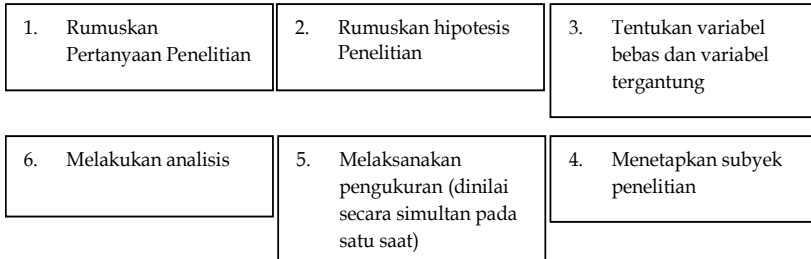 1. Rumuskan
Pertanyaan Penelitian
2. Rumuskan hipotesis
Penelitian
3. Tentukan variabel
bebas dan variabel
tergantung
6. Melakukan analisis
5. Melaksanakan
pengukuran (dinilai
secara simultan pada
satu saat)
4. Menetapkan subyek
penelitian